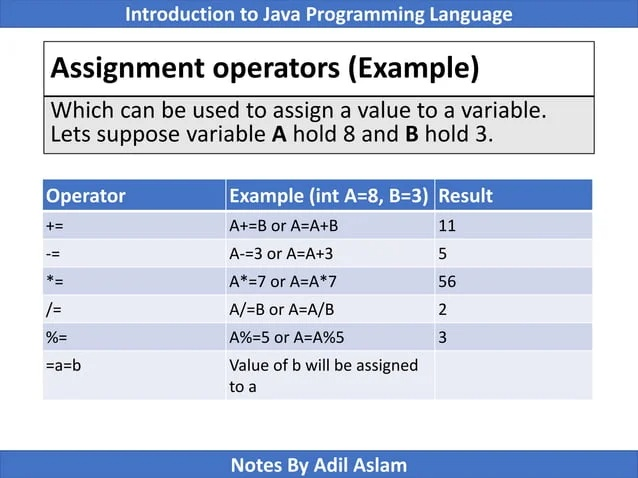 Introduction to Java Programming Language
Assignment operators (Example)
Which can be used to assign a value to a variable.
Lets suppose variable A hold 8 and B hold 3.
Operator Example (int A=8, B=3) Result
+= A+=B or A=A+B 11
-= A-=3 or A=A+3 5
*= A*=7 or A=A*7 56
/= A/=B or A=A/B 2
%= A%=5 or A=A%5 3
=a=b Value of b will be assigned
to a
Notes By Adil Aslam